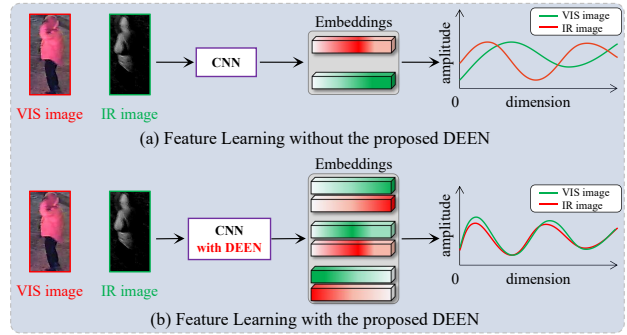 Embeddings
VIS image
IR image
CNN
amplitude
0
dimension
VIS image
IR image
(a) Feature Learning without the proposed DEEN
Embeddings
VIS image
IR image
CNN
with DEEN
amplitude
0
dimension
VIS image
IR image
(b) Feature Learning with the proposed DEEN